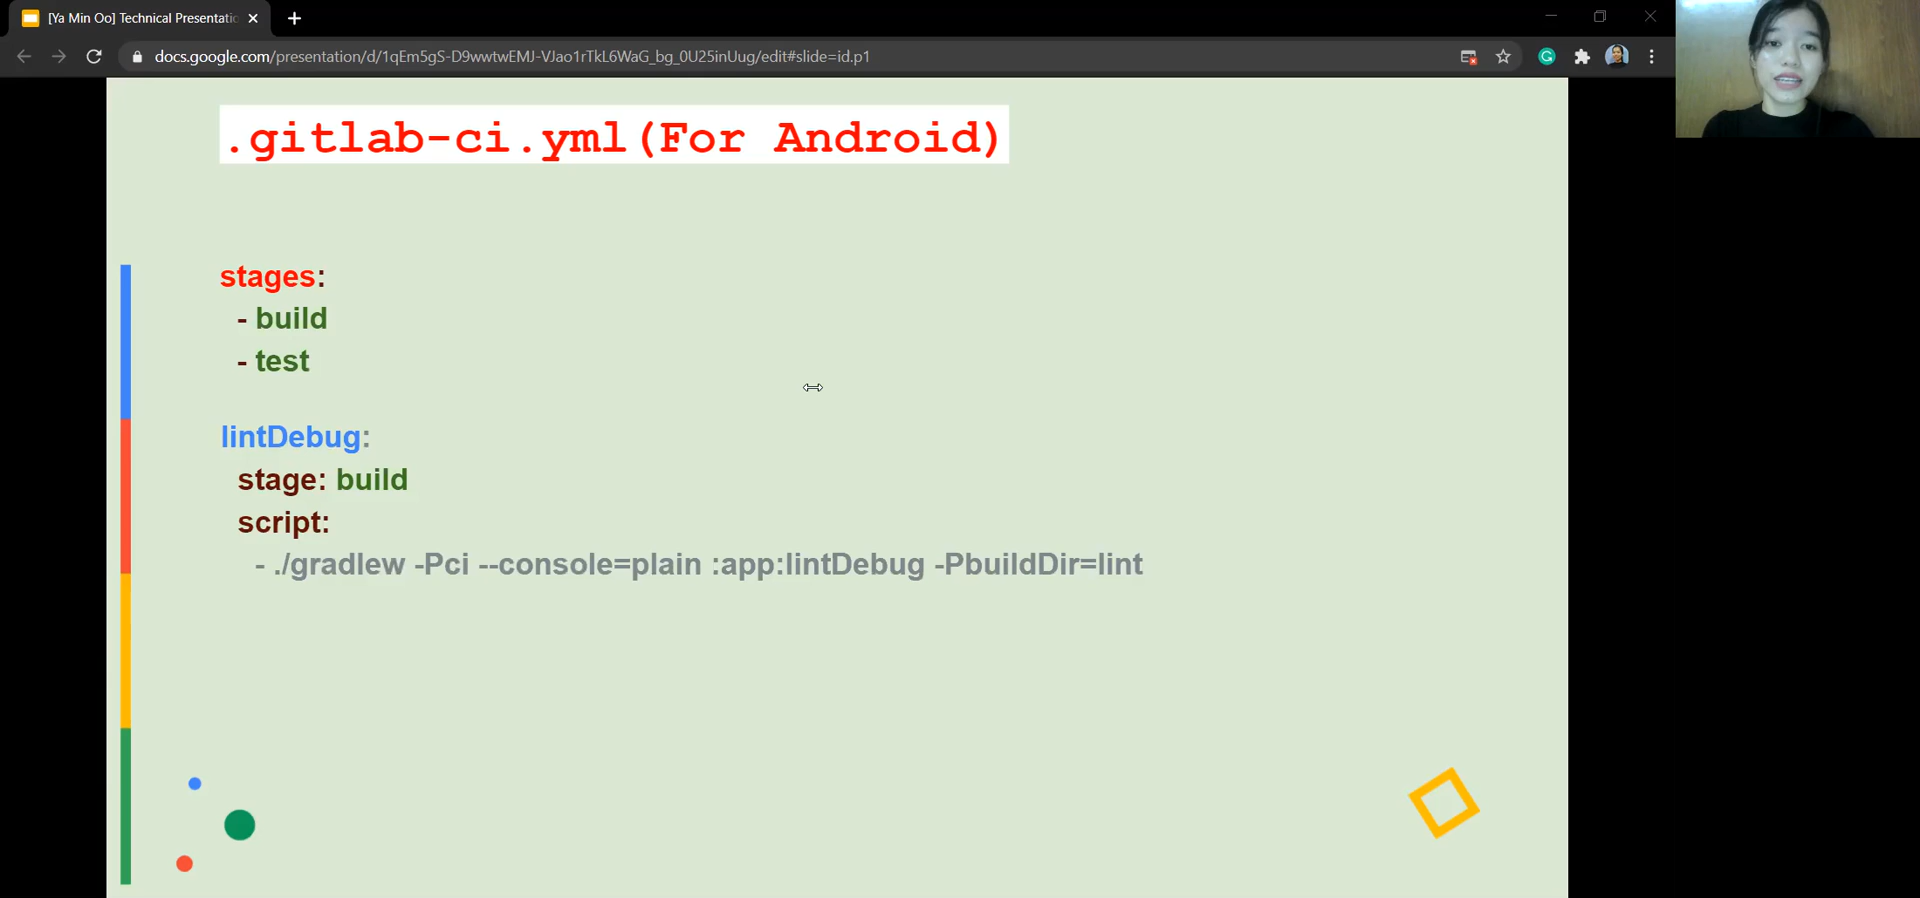 [Ya Min Oo] Technical Presentatio
docs.google.com/presentation/d/1qEm5gS-D9wwtwEMJ-VJao1rTkL6WaG_bg_0U25inUug/edit#slide=id.p1
.gitlab-ci.yml(For Android)
stages:
- build
- test
lintDebug:
stage: build
script:
- ./gradlew -Pci --console=plain :app:lintDebug -PbuildDir=lint